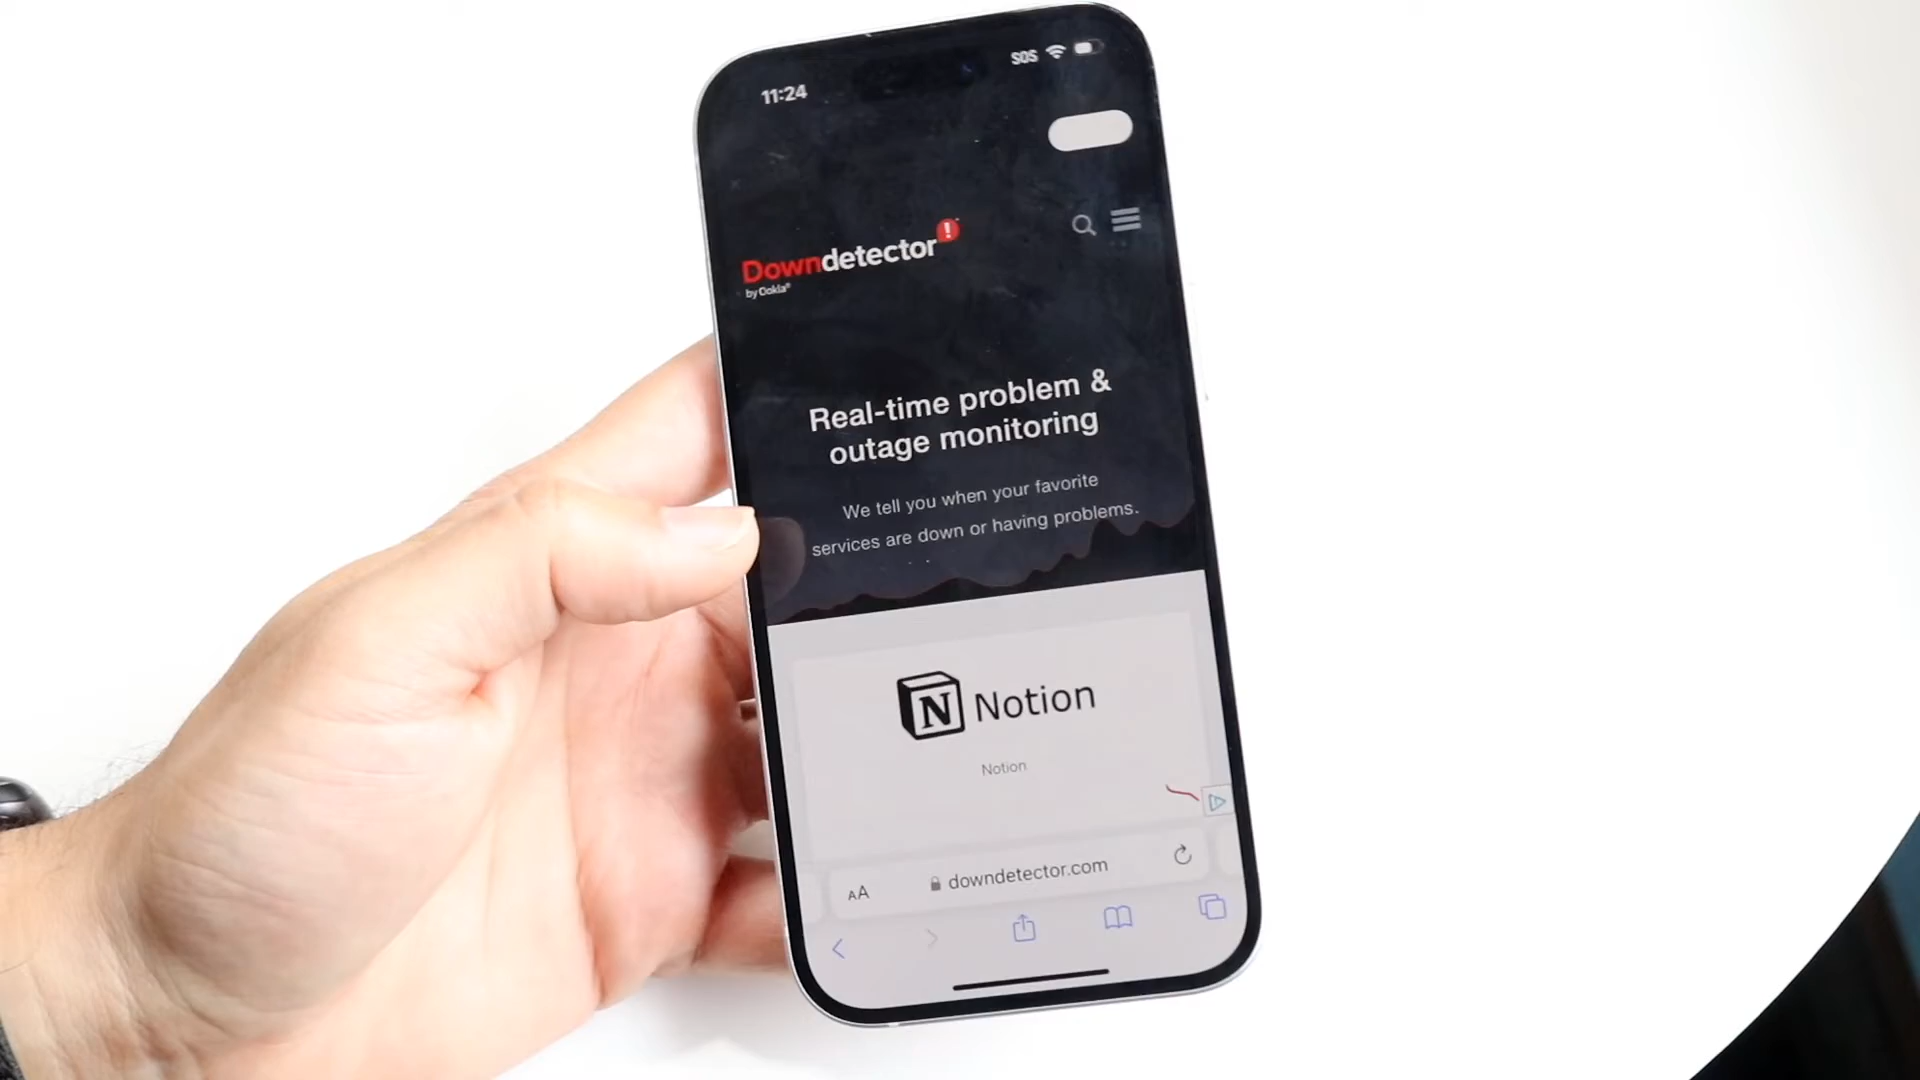 11:24
SOS
Downdetector
by Ookla®
Real-time problem &
outage monitoring
We tell you when your favorite
services are down or having problems.
N Notion
Notion
AA downdetector.com